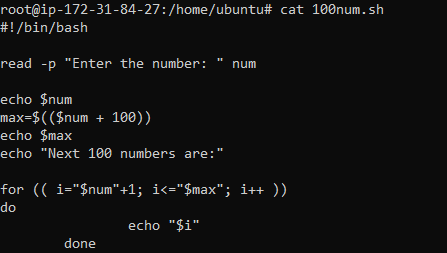 root@ip-172-31-84-27:/home/ubuntu# cat 100num.sh
#!/bin/bash
read -p "Enter the number: " num
echo $num
max=$(($num + 100))
echo $max
echo "Next 100 numbers are:"
for (( i="$num"+1; i<="$max"; i++ ))
do
echo "$i"
done